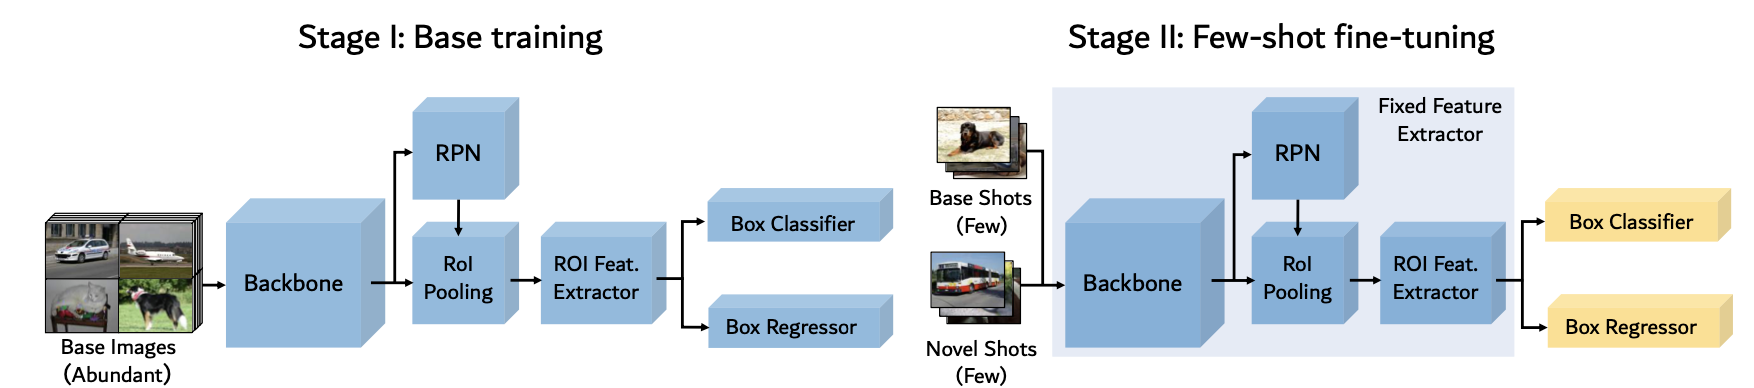 Stage I: Base training
RPN
Backbone
RoI
Pooling
ROI Feat.
Extractor
Box Classifier
Box Regressor
Base Images
(Abundant)
Stage II: Few-shot fine-tuning
Fixed Feature
Extractor
Base Shots
(Few)
Novel Shots
(Few)
RPN
Backbone
RoI
Pooling
ROI Feat.
Extractor
Box Classifier
Box Regressor